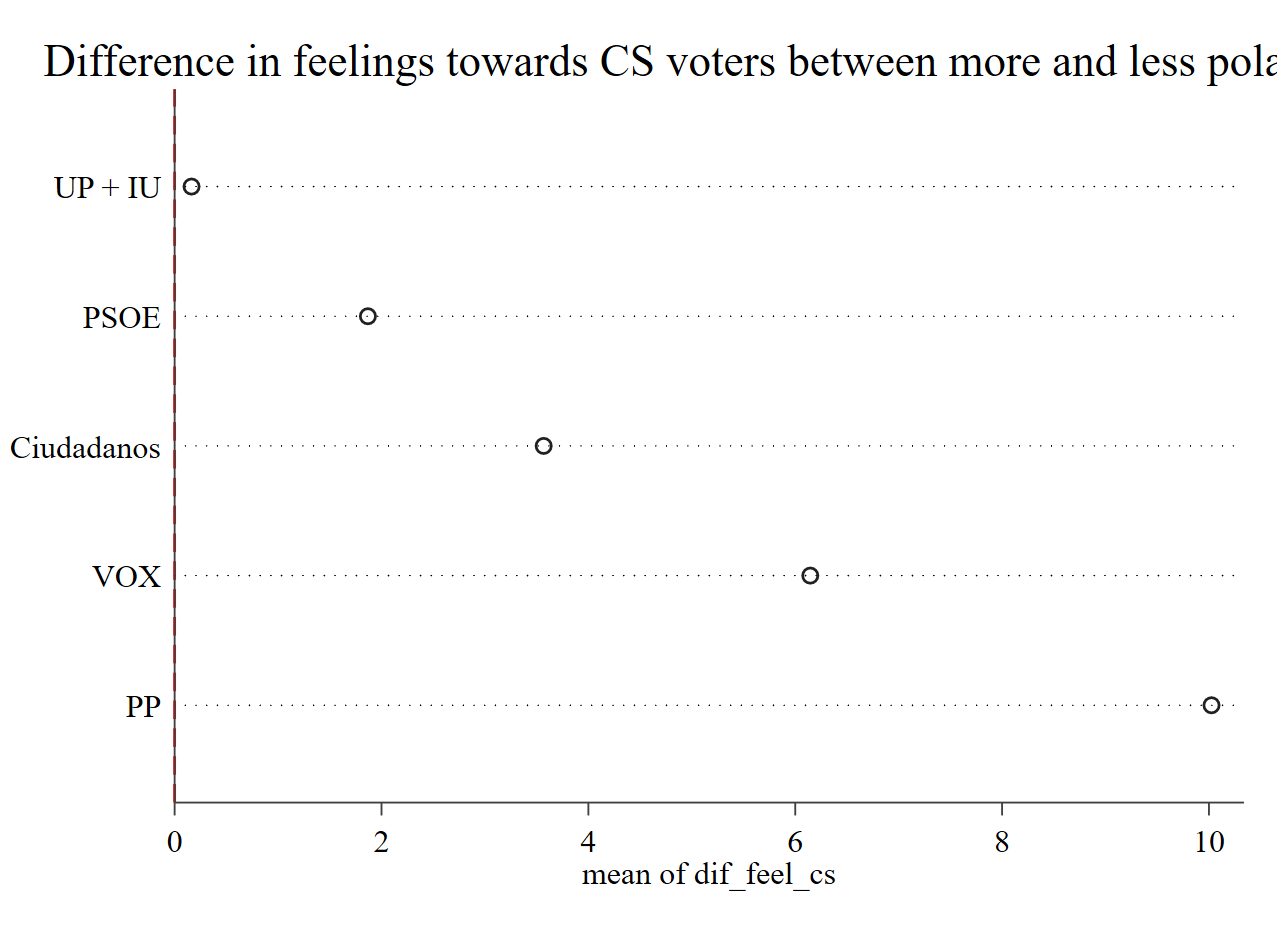 Difference in feelings towards CS voters between more and less pola
UP + IU
PSOE
Ciudadanos
VOX
PP
0 2 4 6 8 10
mean of dif_feel_cs